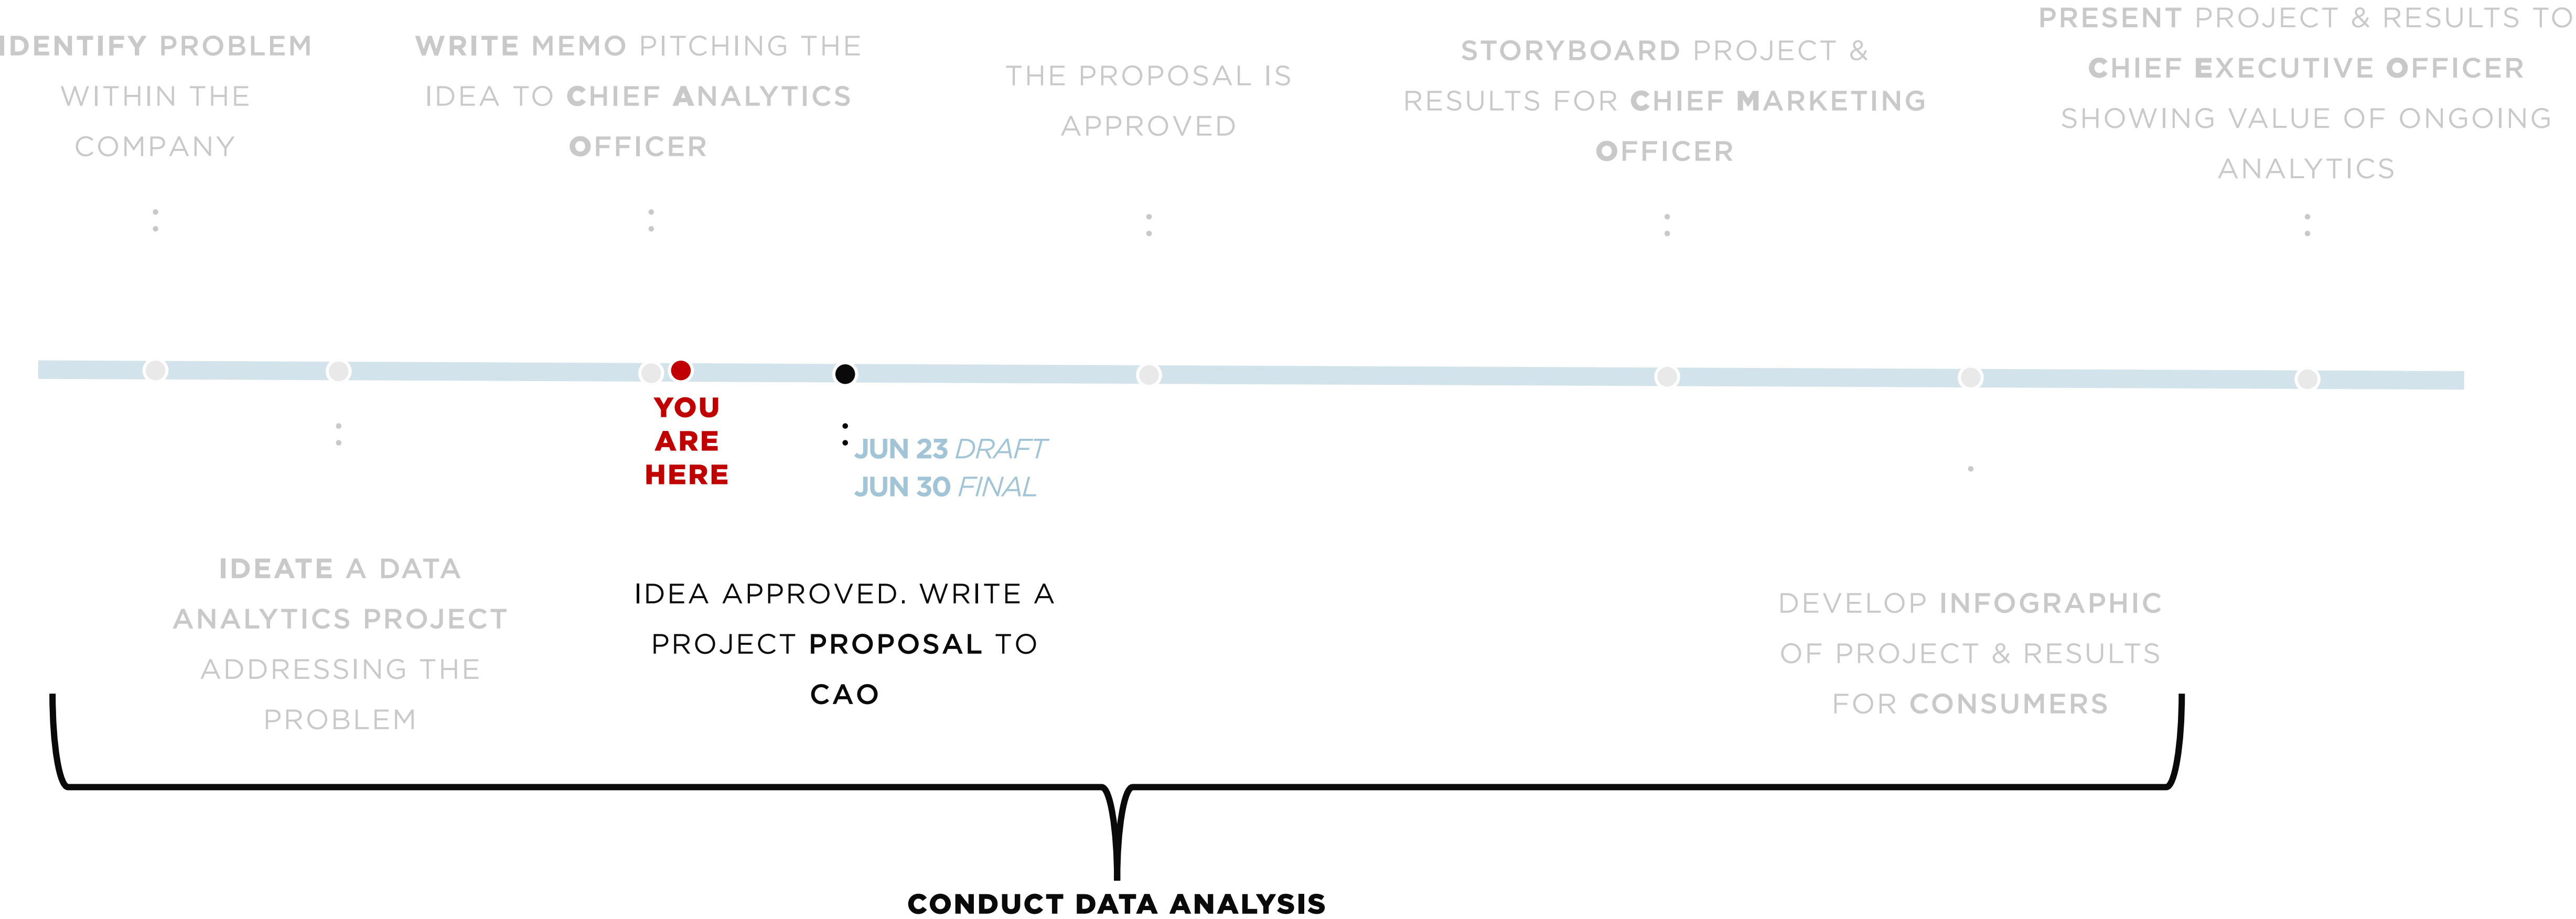 IDENTIFY PROBLEM
WITHIN THE
COMPANY
WRITE MEMO PITCHING THE
IDEA TO CHIEF ANALYTICS
OFFICER
THE PROPOSAL IS
APPROVED
STORYBOARD PROJECT &
RESULTS FOR CHIEF MARKETING
OFFICER
PRESENT PROJECT & RESULTS TO
CHIEF EXECUTIVE OFFICER
SHOWING VALUE OF ONGOING
ANALYTICS
YOU
ARE
HERE
JUN 23 DRAFT
JUN 30 FINAL
IDEATE A DATA
ANALYTICS PROJECT
ADDRESSING THE
PROBLEM
IDEA APPROVED. WRITE A
PROJECT PROPOSAL TO
CAO
DEVELOP INFOGRAPHIC
OF PROJECT & RESULTS
FOR CONSUMERS
CONDUCT DATA ANALYSIS